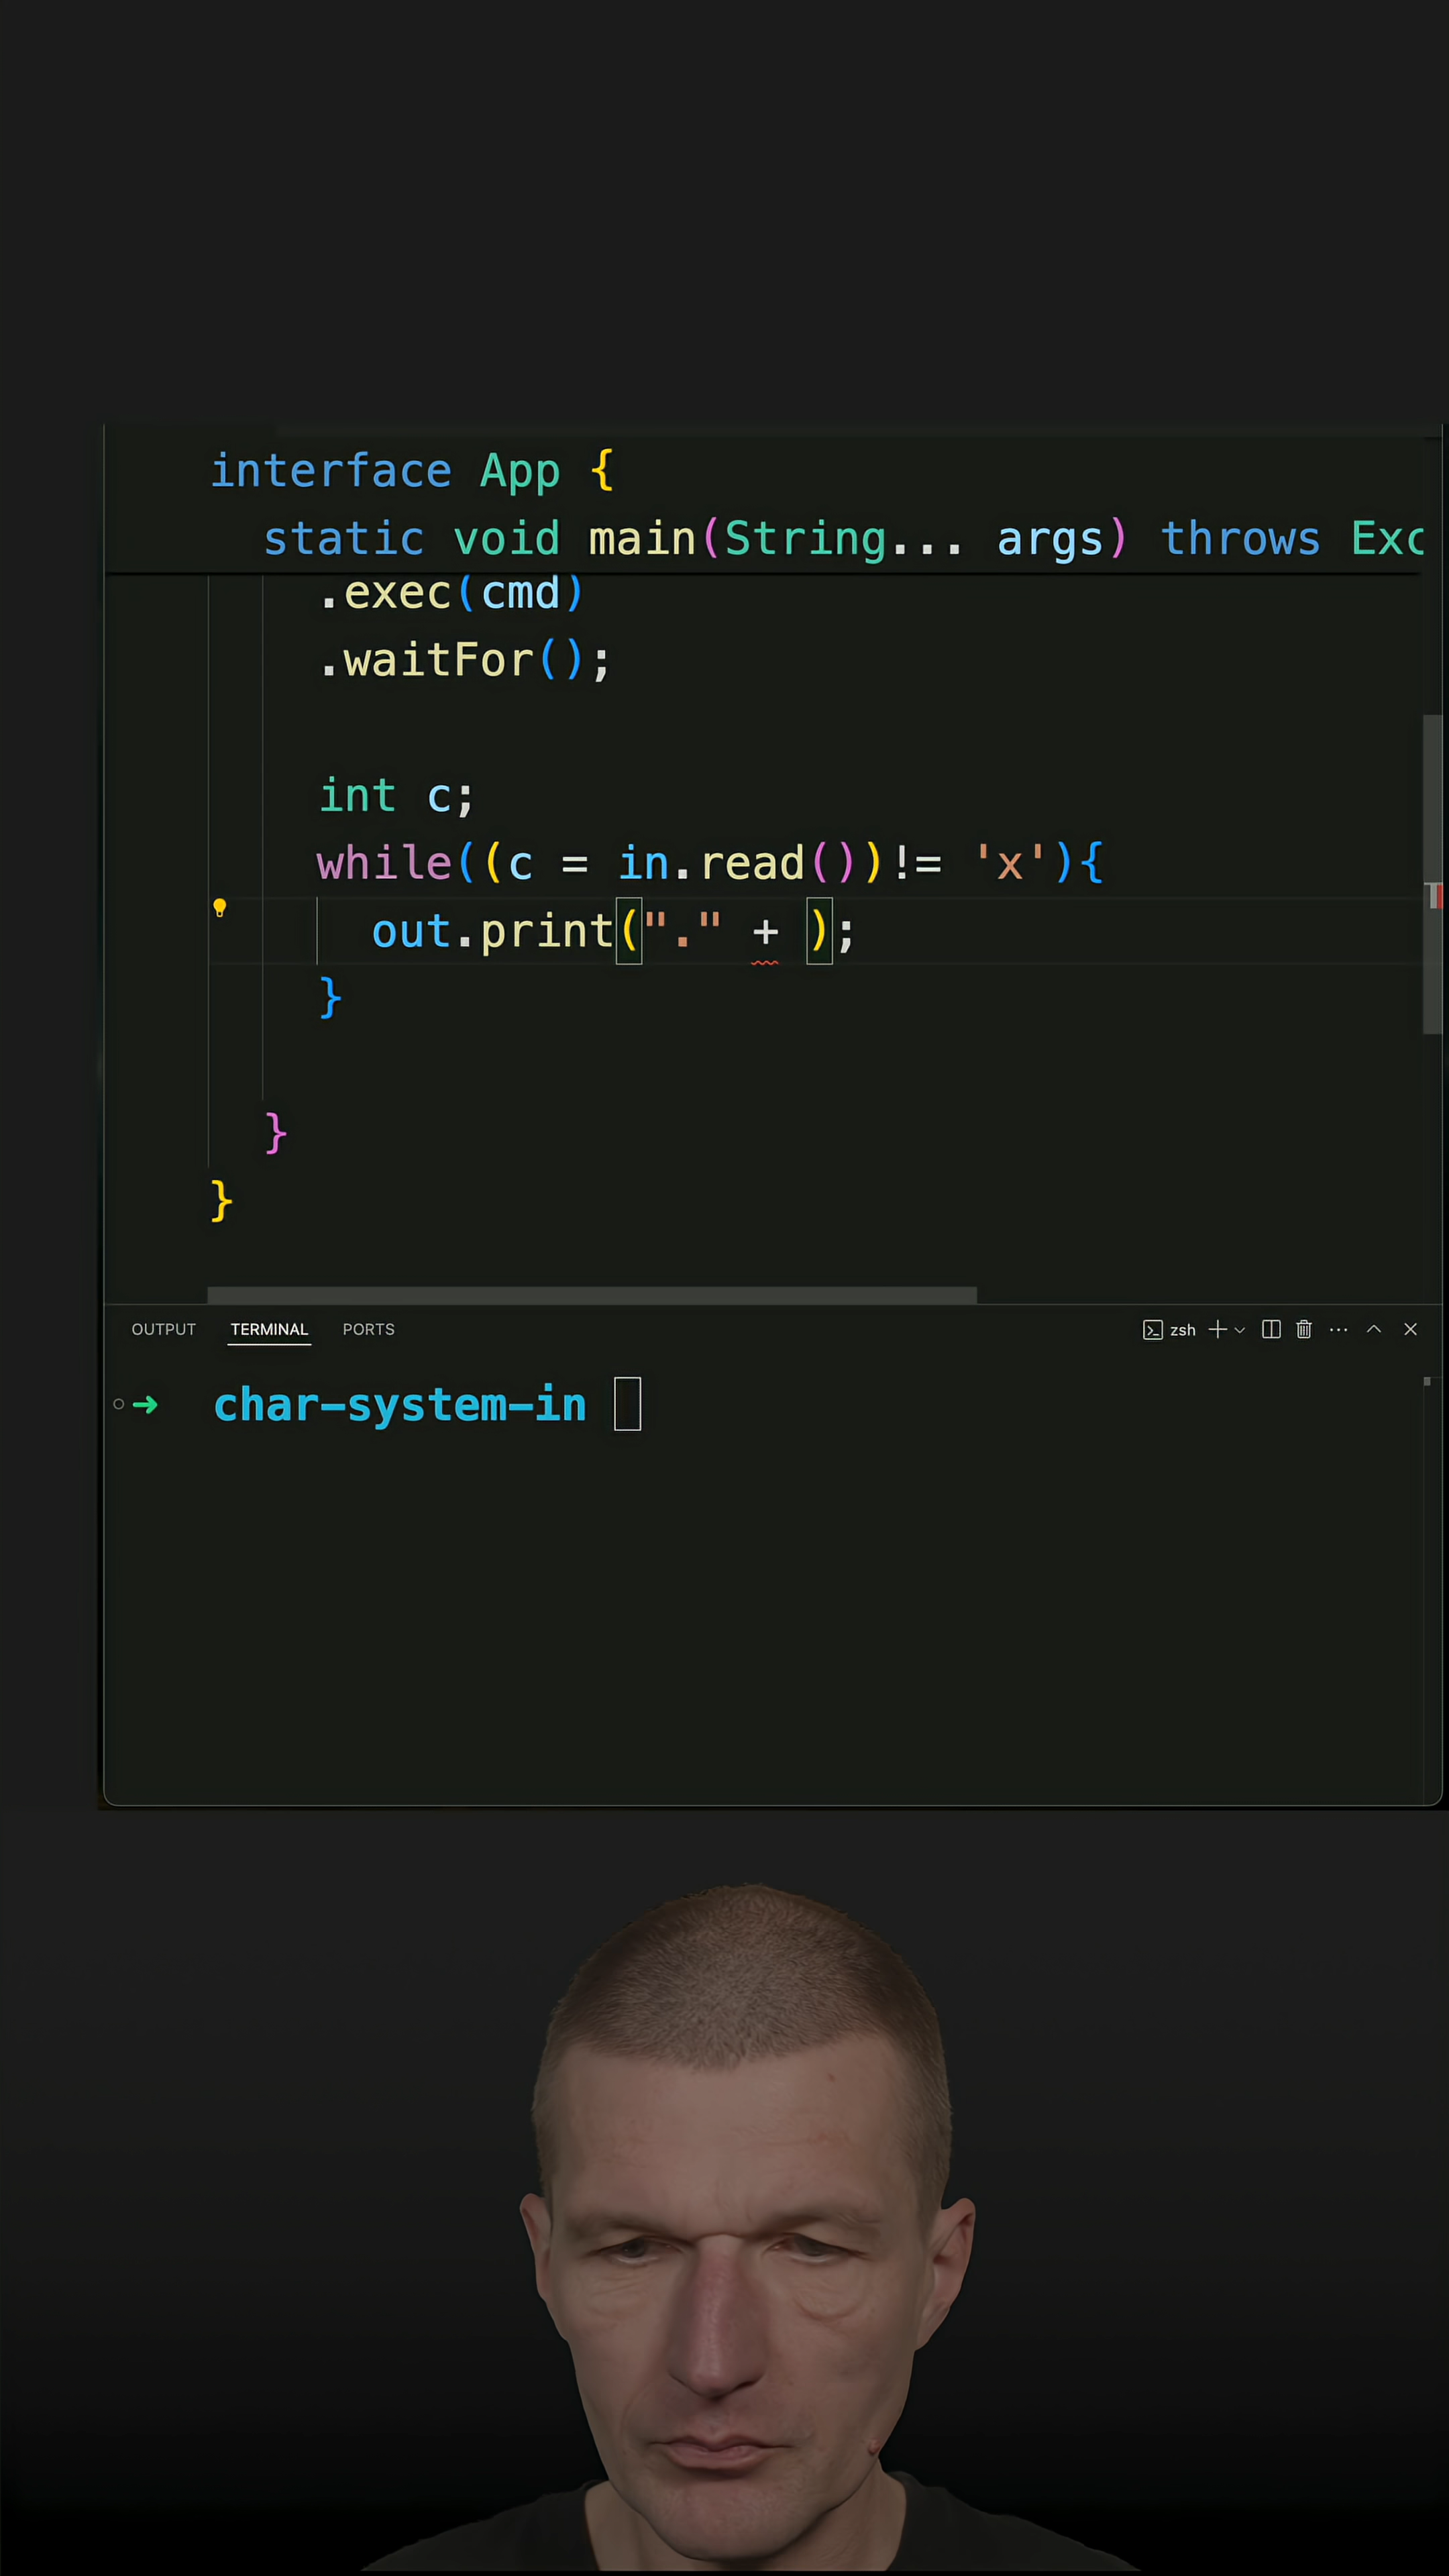 interface App {
static void main(String... args) throws Exc
.exec(cmd)
.waitFor();
int c;
while((c = in.read())!= 'x'){
out.print("." + );
}
}
}
OUTPUT TERMINAL PORTS zsh
char-system-in